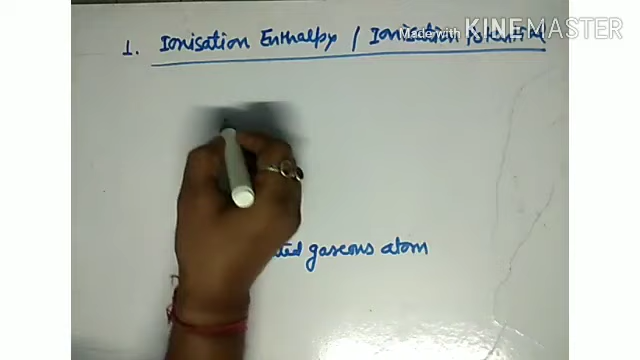 Made with KINEMASTER
1. Ionisation Enthalpy / Ionisation
gaseous atom